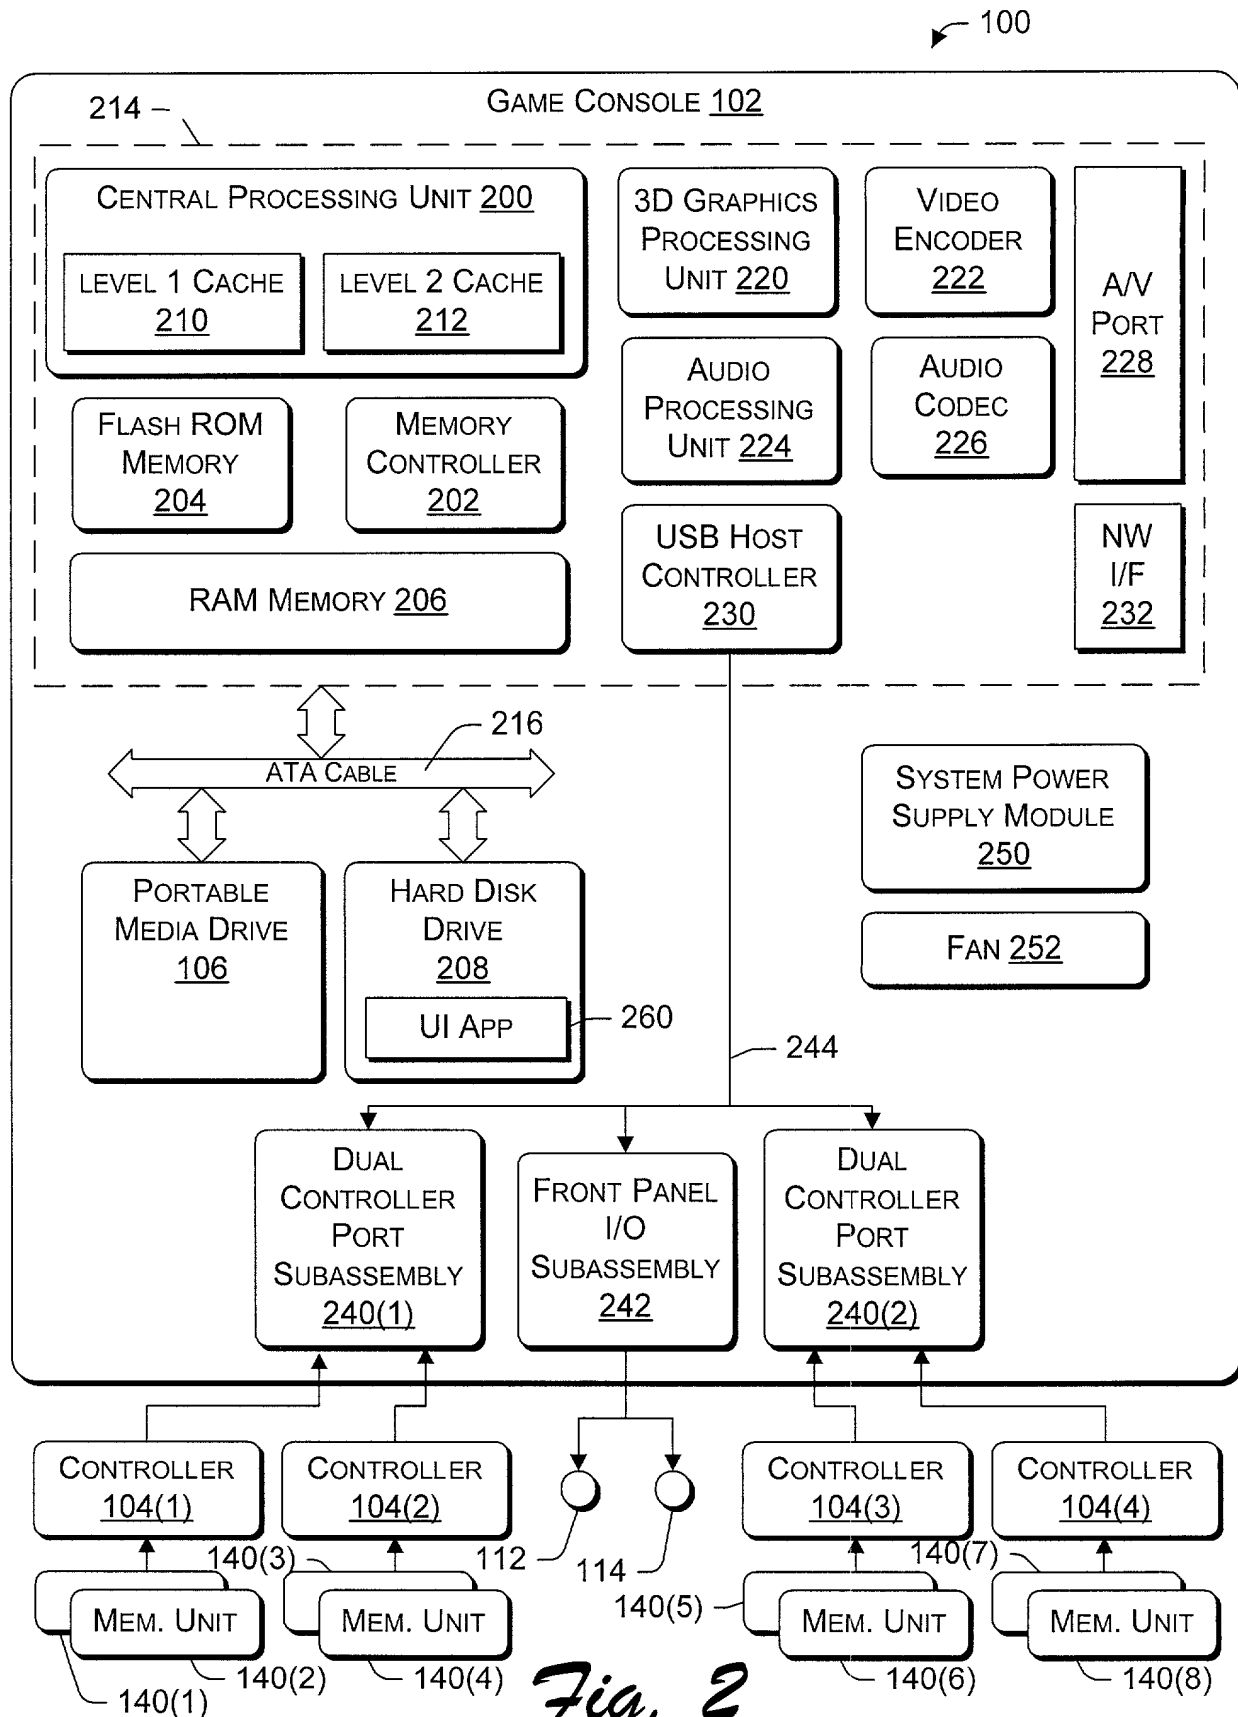 100
GAME CONSOLE 102
214
CENTRAL PROCESSING UNIT 200
LEVEL 1 CACHE
210
LEVEL 2 CACHE
212
3D GRAPHICS
PROCESSING
UNIT 220
VIDEO
ENCODER
222
A/V
PORT
228
AUDIO
PROCESSING
UNIT 224
AUDIO
CODEC
226
FLASH ROM
MEMORY
204
MEMORY
CONTROLLER
202
USB HOST
CONTROLLER
230
NW
I/F
232
RAM MEMORY 206
216
ATA CABLE
SYSTEM POWER
SUPPLY MODULE
250
PORTABLE
MEDIA DRIVE
106
HARD DISK
DRIVE
208
UI APP
260
FAN 252
244
DUAL
CONTROLLER
PORT
SUBASSEMBLY
240(1)
FRONT PANEL
I/O
SUBASSEMBLY
242
DUAL
CONTROLLER
PORT
SUBASSEMBLY
240(2)
CONTROLLER
104(1)
CONTROLLER
104(2)
CONTROLLER
104(3)
CONTROLLER
104(4)
112
114
140(3)
140(7)
140(5)
MEM. UNIT
MEM. UNIT
MEM. UNIT
MEM. UNIT
140(1)
140(2)
140(4)
140(6)
140(8)
Fig. 2